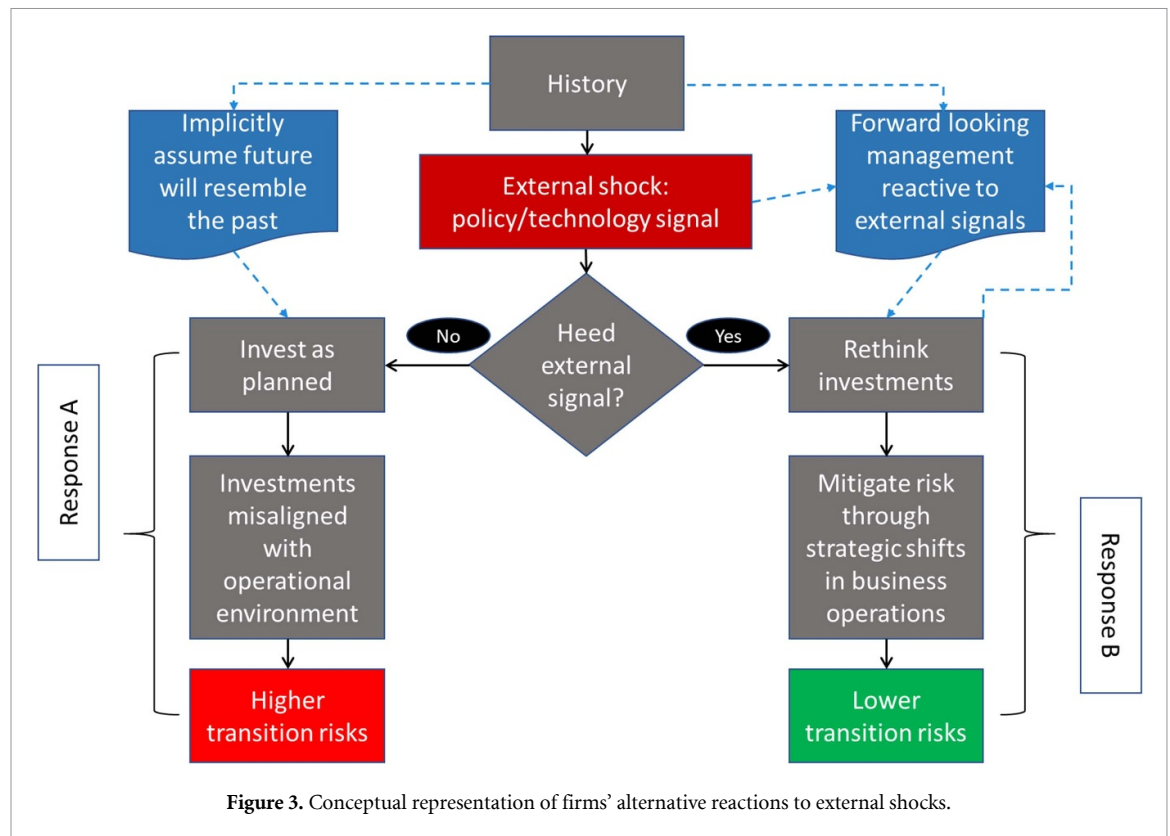 History
Implicitly
assume future
will resemble
the past
External shock:
policy/technology signal
Forward looking
management
reactive to
external signals
No
Heed
external
signal?
Yes
Invest as
planned
Rethink
investments
Response A
Investments
misaligned
with
operational
environment
Mitigate risk
through
strategic shifts
in business
operations
Response B
Higher
transition risks
Lower
transition risks
Figure 3. Conceptual representation of firms' alternative reactions to external shocks.